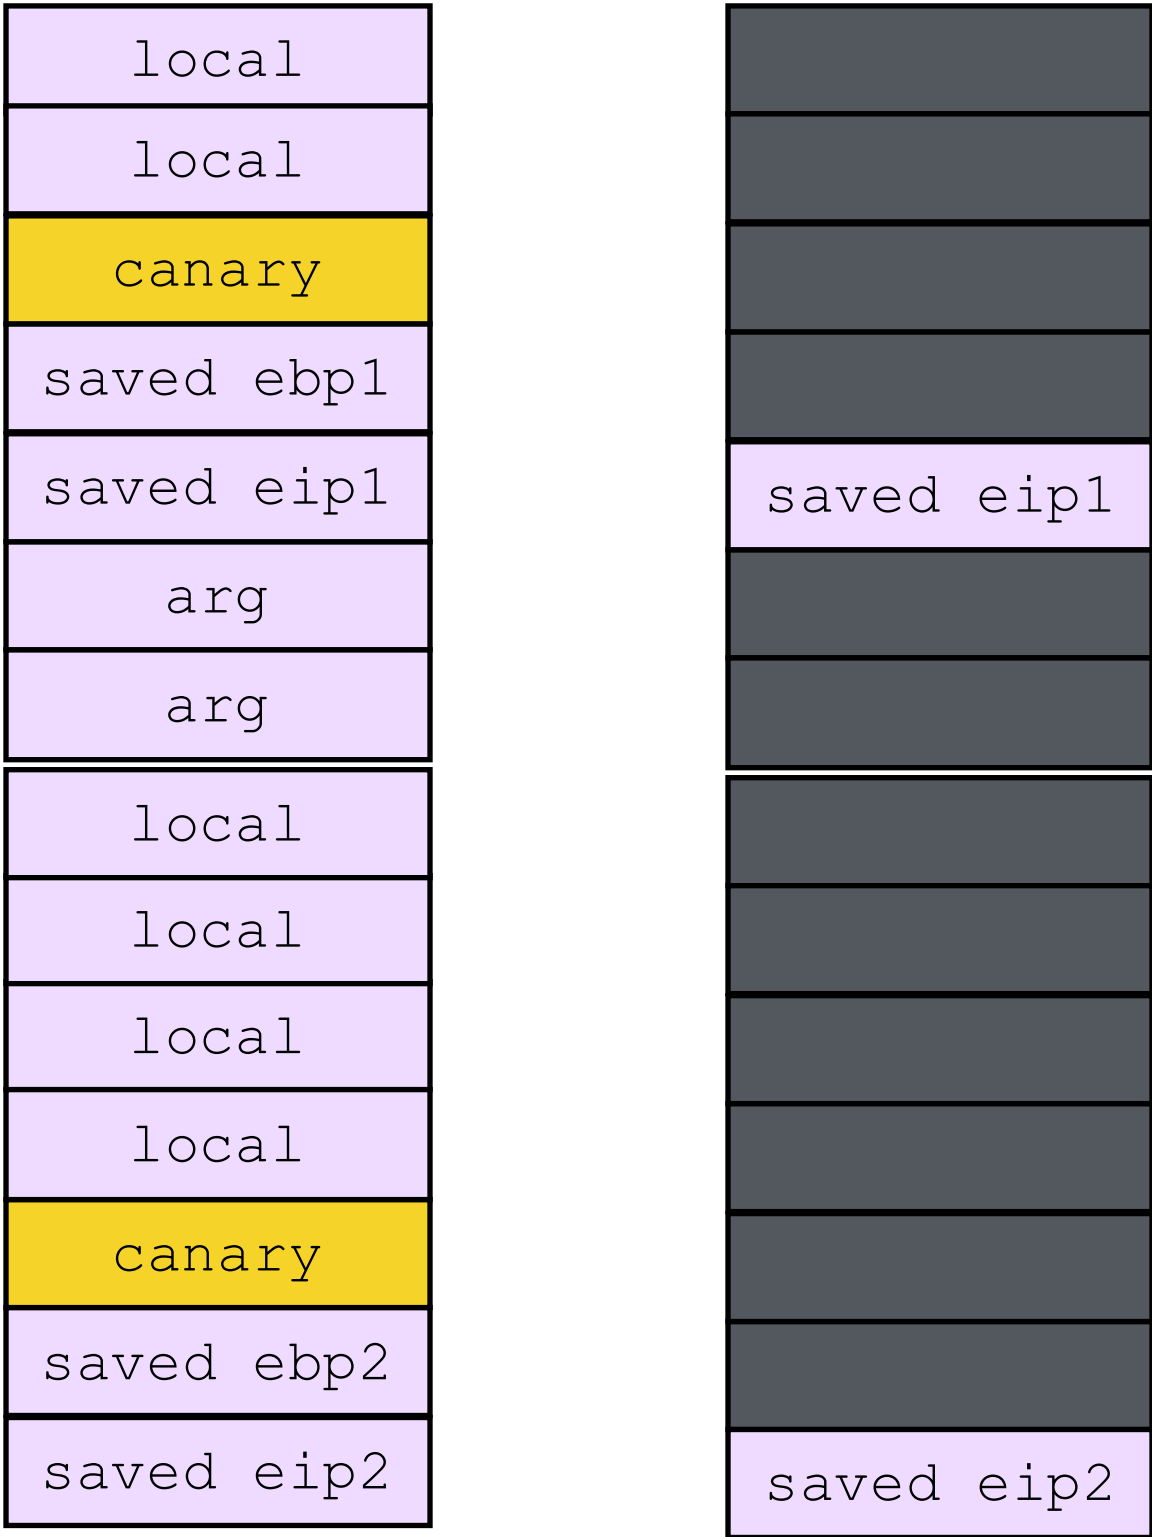 local
local
canary
saved ebp1
saved eip1
arg
arg
local
local
local
local
canary
saved ebp2
saved eip2
saved eip1
saved eip2